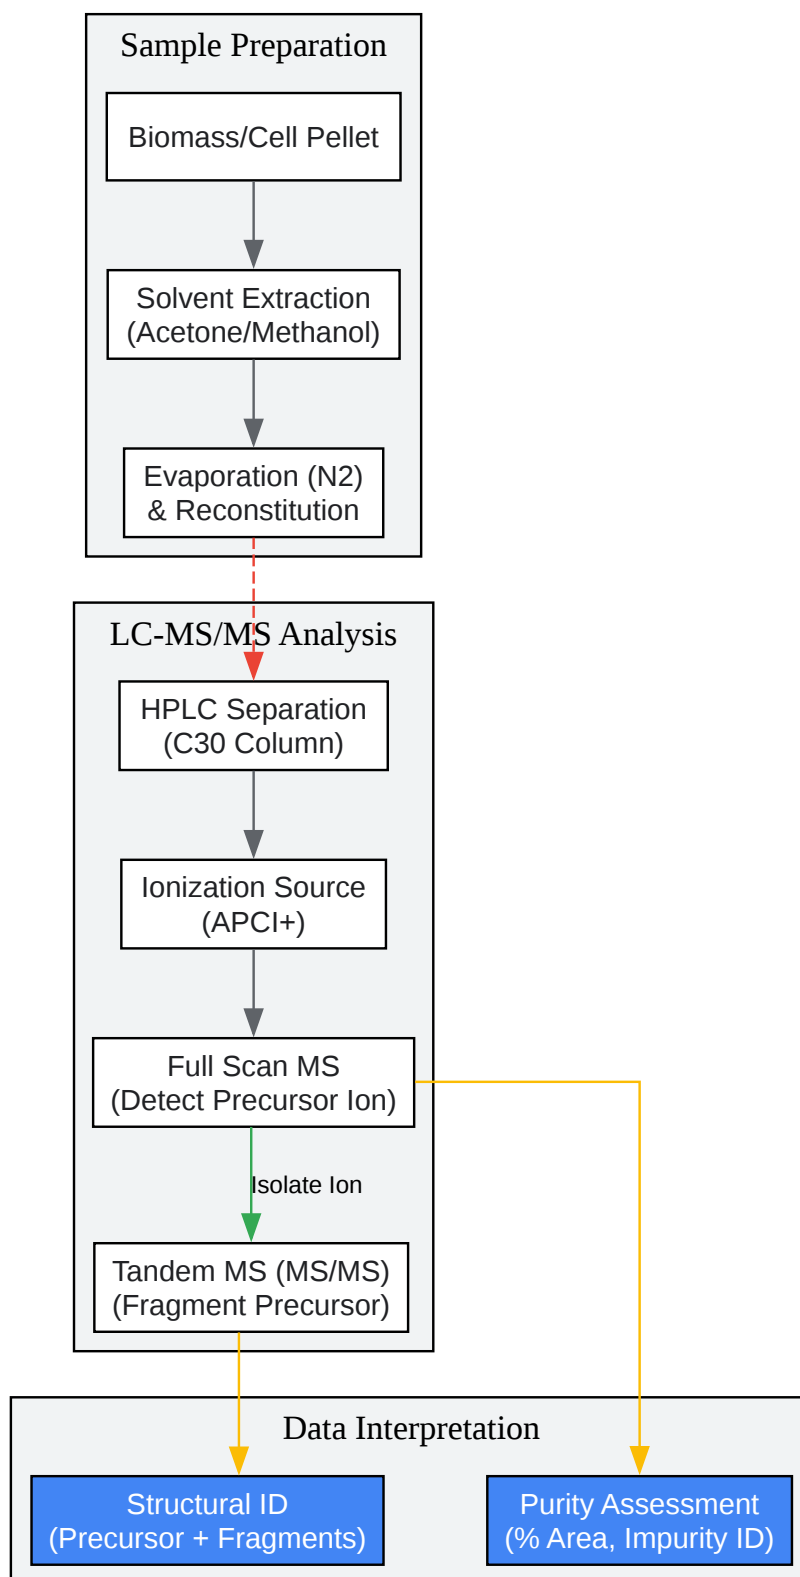 Sample Preparation
Biomass/Cell Pellet
Solvent Extraction
(Acetone/Methanol)
Evaporation (N2)
& Reconstitution
LC-MS/MS Analysis
HPLC Separation
(C30 Column)
Ionization Source
(APCI+)
Full Scan MS
(Detect Precursor Ion)
Isolate Ion
Tandem MS (MS/MS)
(Fragment Precursor)
Data Interpretation
Structural ID
(Precursor + Fragments)
Purity Assessment
(% Area, Impurity ID)